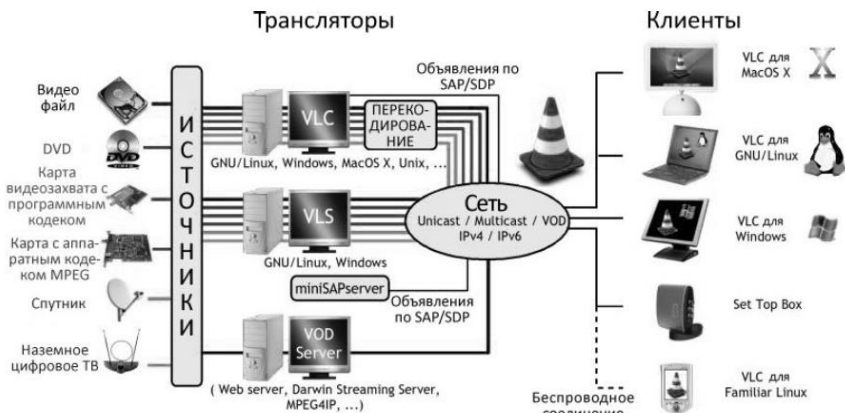 Трансляторы
Клиенты
Видео
файл
DVD
DVD
VIDEO
Карта
видеозахвата с
программным
кодеком
Карта с аппа-
ратным коде-
ком MPEG
Спутник
Наземное
цифровое ТВ
ИСТОЧНИКИ
VLC
ПЕРЕКО-
ДИРОВА-
НИЕ
Объявления по
SAP/SDP
GNU/Linux, Windows, MacOS X, Unix, ...
VLS
GNU/Linux, Windows
miniSAPserver
Объявления
по SAP/SDP
VOD
Server
( Web server, Darwin Streaming Server,
MPEG4IP, ...)
Сеть
Unicast / Multicast / VOD
IPv4 / IPv6
VLC для
MacOS X
X
VLC для
GNU/Linux
VLC для
Windows
Set Top Box
VLC для
Familiar Linux
Беспроводное
соединение